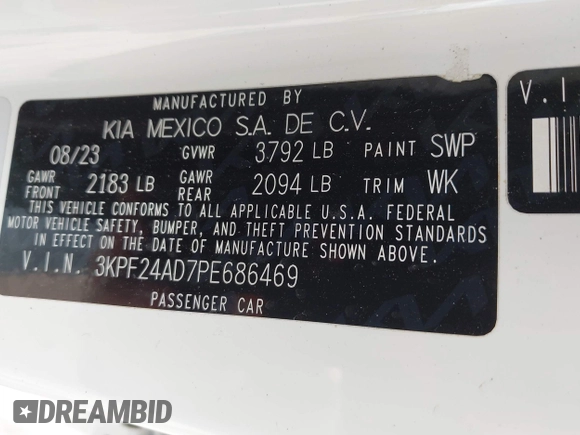 MANUFACTURED BY
KIA MEXICO S.A. DE C.V.
08/23 GVWR 3792 LB PAINT SWP
GAWR FRONT 2183 LB GAWR REAR 2094 LB TRIM WK
THIS VEHICLE CONFORMS TO ALL APPLICABLE U.S.A. FEDERAL
MOTOR VEHICLE SAFETY, BUMPER, AND THEFT PREVENTION STANDARDS
IN EFFECT ON THE DATE OF MANUFACTURE SHOWN ABOVE.
V.I.N. 3KPF24AD7PE686469
PASSENGER CAR
V.I
DREAMBID